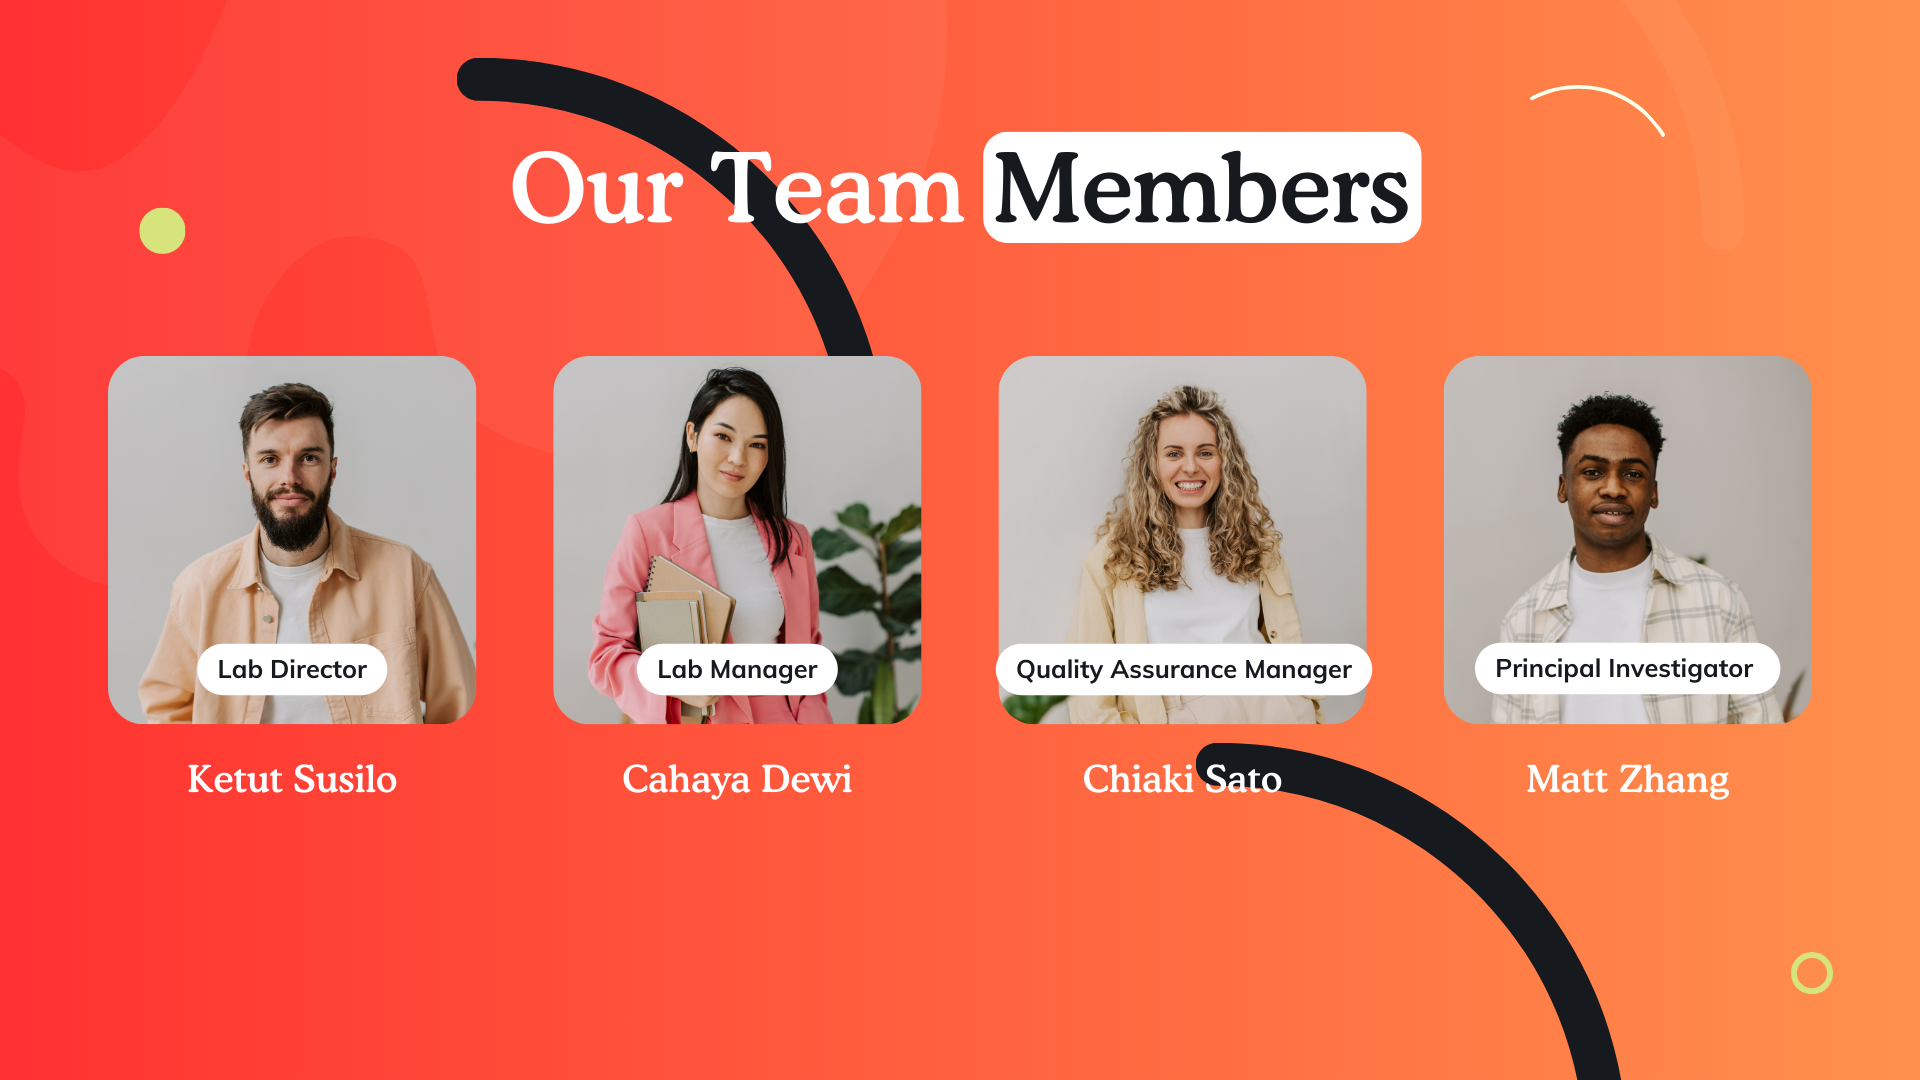 Our Team Members
Lab Director
Lab Manager
Quality Assurance Manager
Principal Investigator
Ketut Susilo
Cahaya Dewi
Chiaki Sato
Matt Zhang